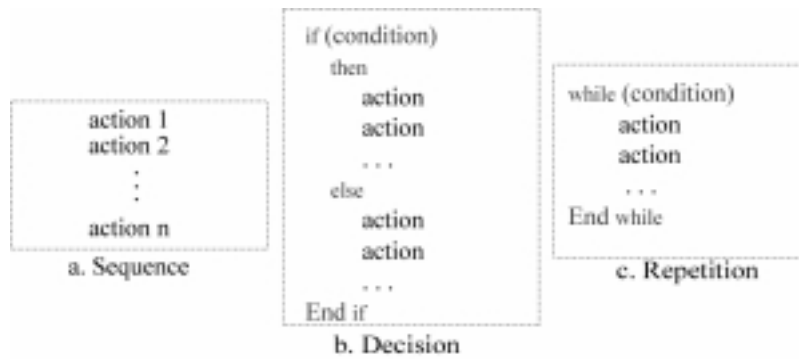 action 1
action 2
⋮
action n
a. Sequence
if (condition)
then
action
action
...
else
action
action
...
End if
b. Decision
while (condition)
action
action
...
End while
c. Repetition